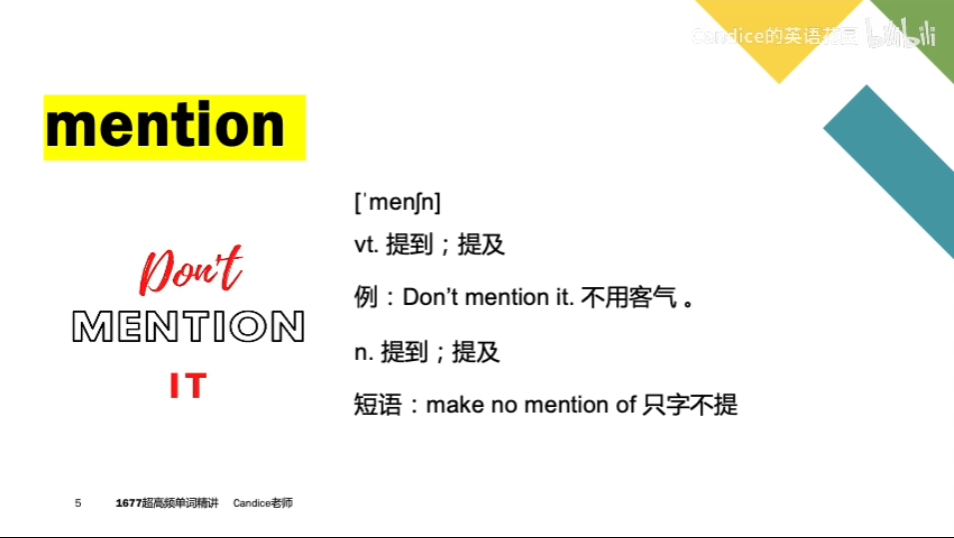 Candice的英语花园 bilibili
mention
[ˈmenʃn]
vt. 提到；提及
例：Don't mention it. 不用客气 。
n. 提到；提及
短语：make no mention of 只字不提
Don't
MENTION
IT
5 1677超高频单词精讲 Candice老师